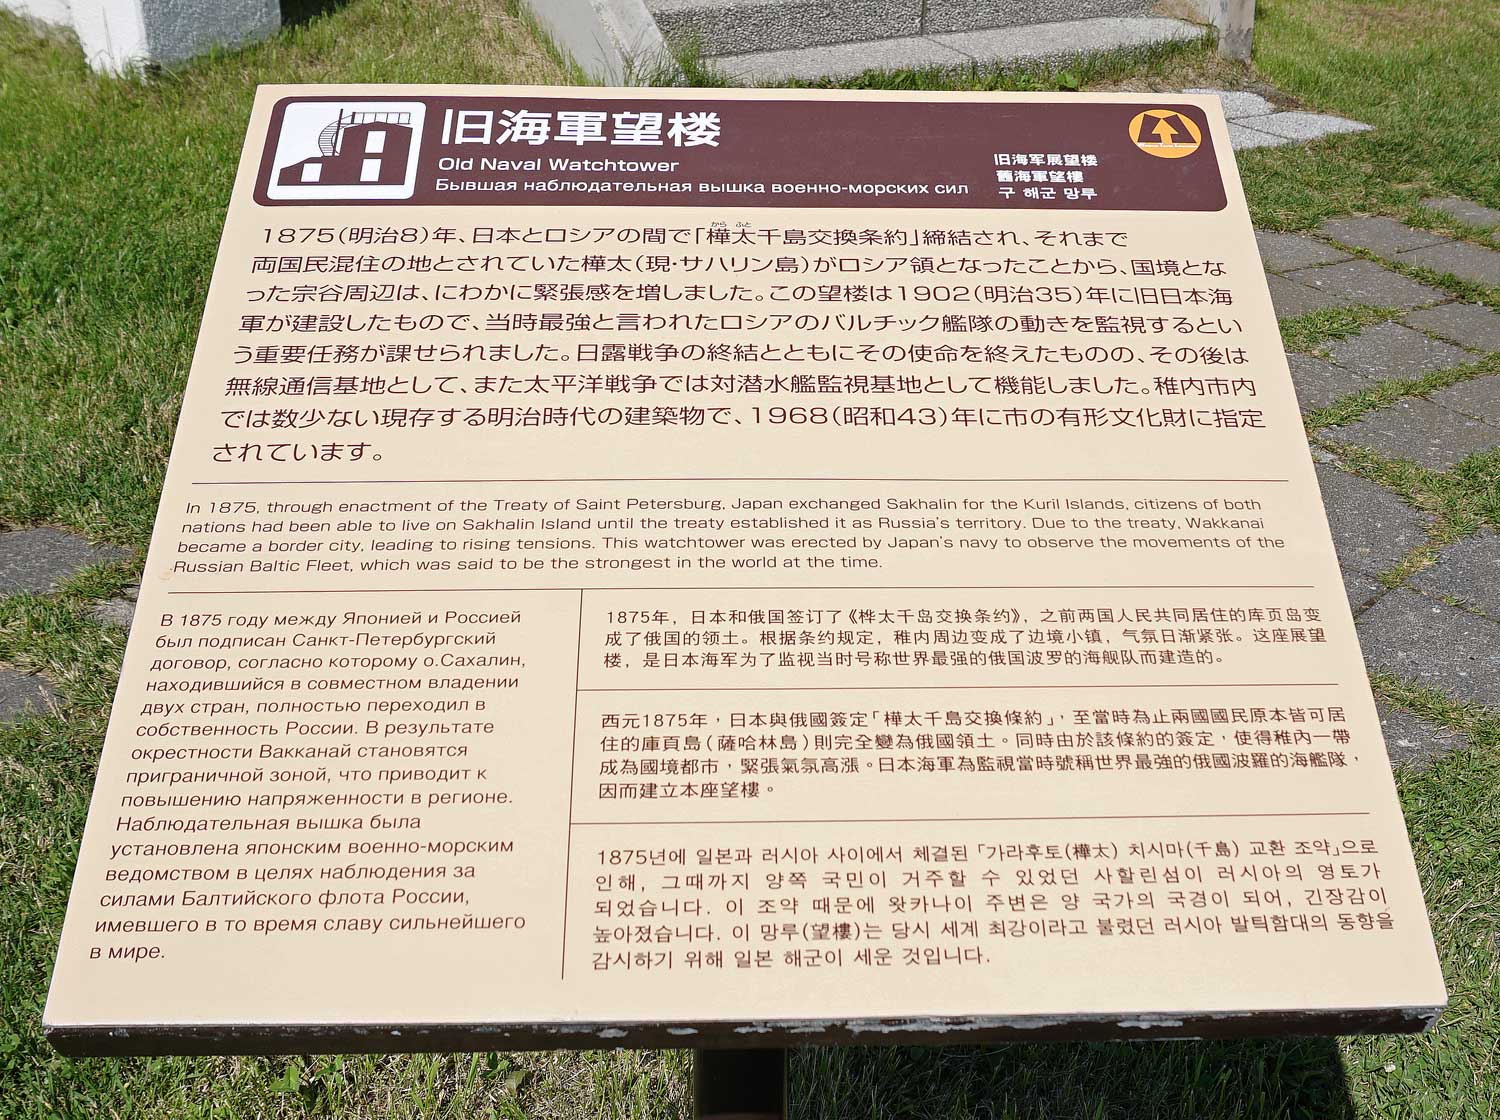 旧海軍望楼
Old Naval Watchtower
Бывшая наблюдательная вышка военно-морских сил
旧海军展望楼
舊海軍望樓
구 해군 망루
から ふと
1875(明治8)年、日本とロシアの間で「樺太千島交換条約」締結され、それまで
両国民混住の地とされていた樺太(現・サハリン島)がロシア領となったことから、国境とな
った宗谷周辺は、にわかに緊張感を増しました。この望楼は1902(明治35)年に旧日本海
軍が建設したもので、当時最強と言われたロシアのバルチック艦隊の動きを監視するとい
う重要任務が課せられました。日露戦争の終結とともにその使命を終えたものの、その後は
無線通信基地として、また太平洋戦争では対潜水艦監視基地として機能しました。稚内市内
では数少ない現存する明治時代の建築物で、1968(昭和43)年に市の有形文化財に指定
されています。
In 1875, through enactment of the Treaty of Saint Petersburg, Japan exchanged Sakhalin for the Kuril Islands, citizens of both
nations had been able to live on Sakhalin Island until the treaty established it as Russia's territory. Due to the treaty, Wakkanai
became a border city, leading to rising tensions. This watchtower was erected by Japan's navy to observe the movements of the
Russian Baltic Fleet, which was said to be the strongest in the world at the time.
В 1875 году между Японией и Россией
был подписан Санкт-Петербургский
договор, согласно которому о.Сахалин,
находившийся в совместном владении
двух стран, полностью переходил в
собственность России. В результате
окрестности Вакканай становятся
приграничной зоной, что приводит к
повышению напряженности в регионе.
Наблюдательная вышка была
установлена японским военно-морским
ведомством в целях наблюдения за
силами Балтийского флота России,
имевшего в то время славу сильнейшего
в мире.
1875年，日本和俄国签订了《桦太千岛交换条约》，之前两国人民共同居住的库页岛变
成了俄国的领土。根据条约规定，稚内周边变成了边境小镇，气氛日渐紧张。这座展望
楼，是日本海军为了监视当时号称世界最强的俄国波罗的海舰队而建造的。
西元1875年，日本與俄國簽定「樺太千島交換條約」，至當時為止兩國國民原本皆可居
住的庫頁島(薩哈林島)則完全變為俄國領土。同時由於該條約的簽定，使得稚內一帶
成為國境都市，緊張氣氛高漲。日本海軍為監視當時號稱世界最強的俄國波羅的海艦隊，
因而建立本座望樓。
1875년에 일본과 러시아 사이에서 체결된 「가라후토(樺太) 치시마(千島) 교환 조약」으로
인해, 그때까지 양쪽 국민이 거주할 수 있었던 사할린섬이 러시아의 영토가
되었습니다. 이 조약 때문에 왓카나이 주변은 양 국가의 국경이 되어, 긴장감이
높아졌습니다. 이 망루(望樓)는 당시 세계 최강이라고 불렸던 러시아 발틱함대의 동향을
감시하기 위해 일본 해군이 세운 것입니다.